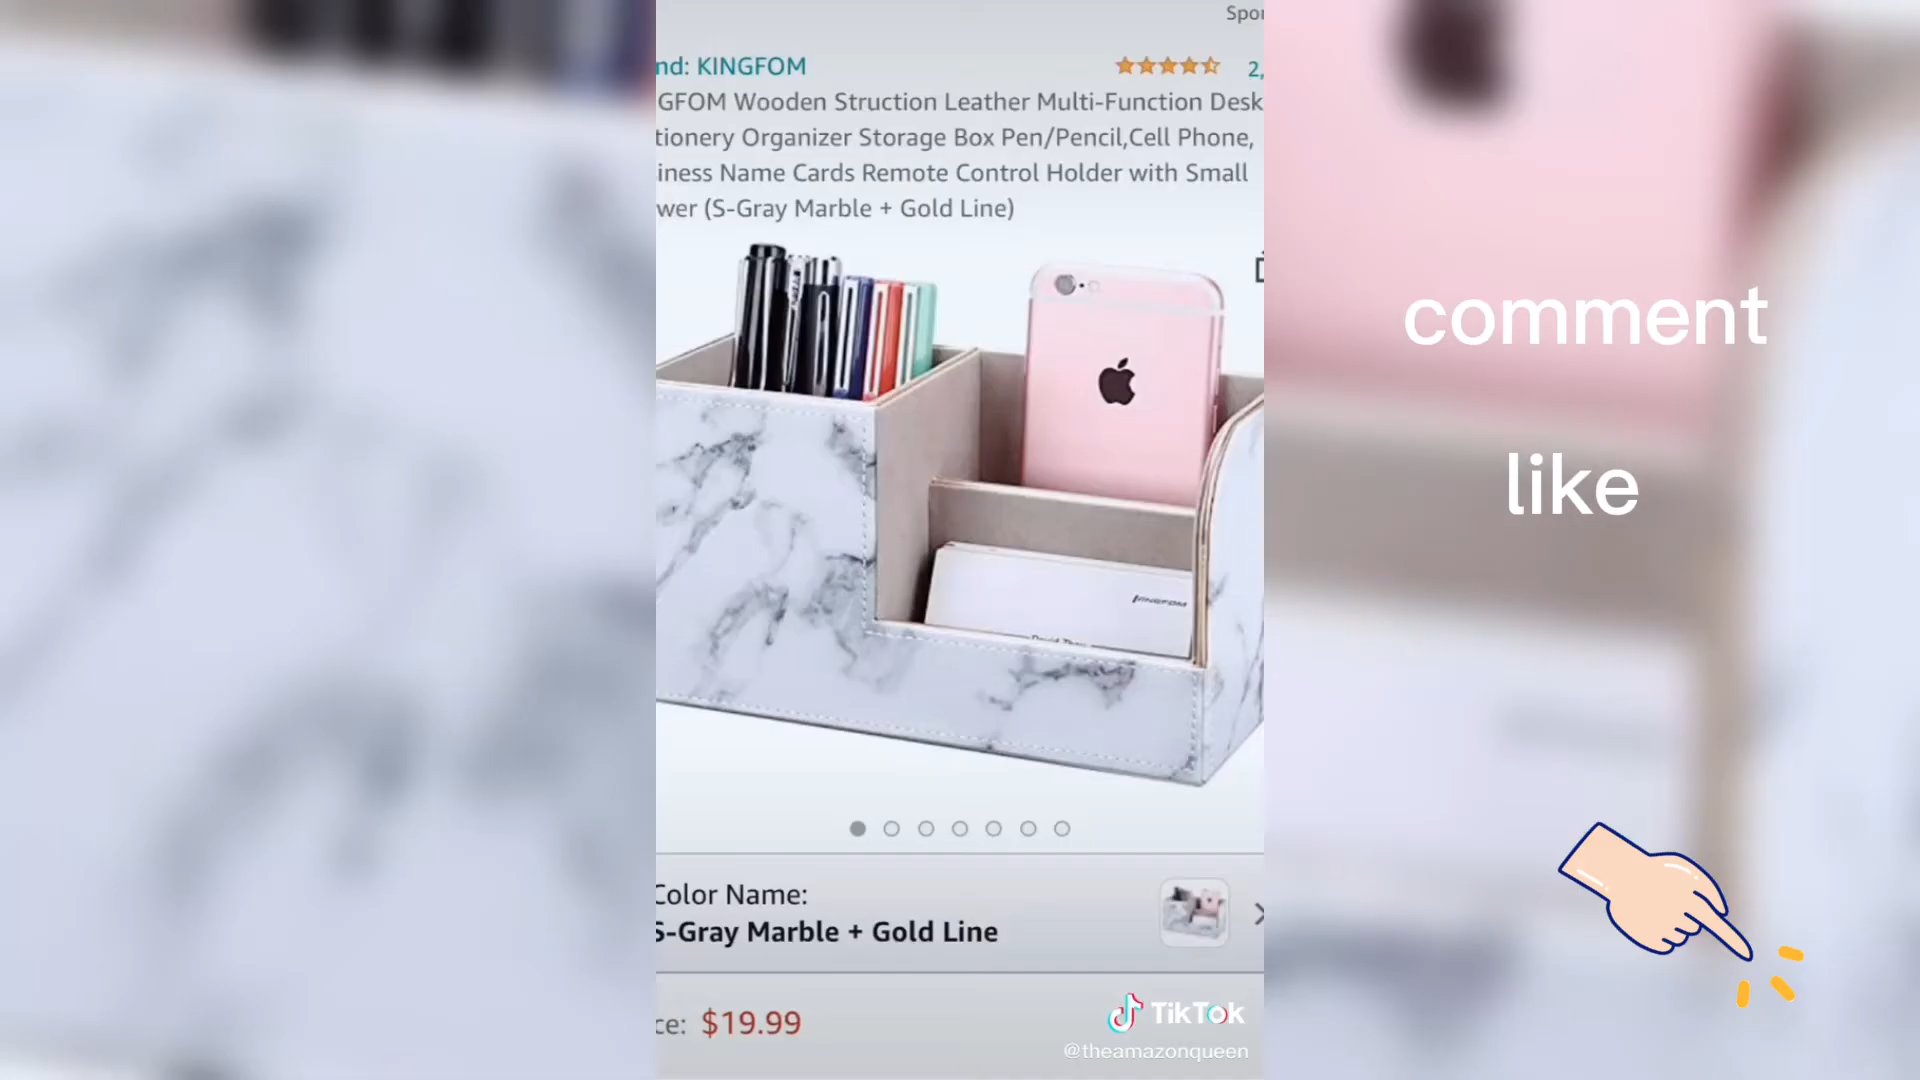 Spo
nd: KINGFOM
2,
GFOM Wooden Struction Leather Multi-Function Desk
tionery Organizer Storage Box Pen/Pencil,Cell Phone,
iness Name Cards Remote Control Holder with Small
wer (S-Gray Marble + Gold Line)
KINGFOM
Color Name:
S-Gray Marble + Gold Line
ce: $19.99
TikTok
@theamazonqueen
comment
like